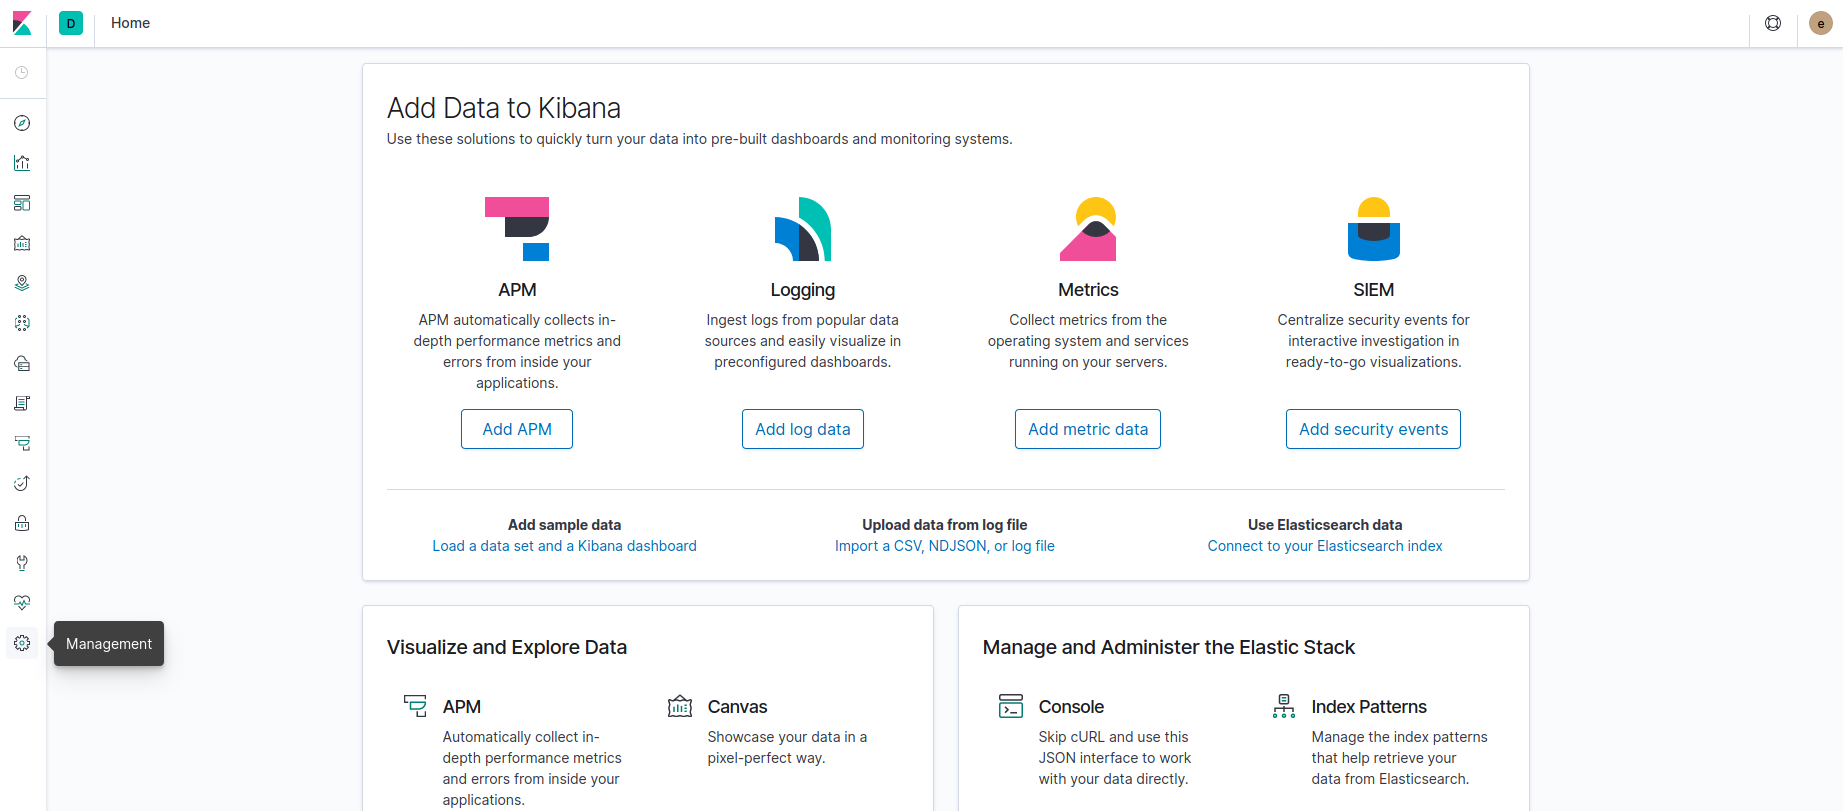 D
Home
e
Add Data to Kibana
Use these solutions to quickly turn your data into pre-built dashboards and monitoring systems.
APM
APM automatically collects in-
depth performance metrics and
errors from inside your
applications.
Add APM
Logging
Ingest logs from popular data
sources and easily visualize in
preconfigured dashboards.
Add log data
Metrics
Collect metrics from the
operating system and services
running on your servers.
Add metric data
SIEM
Centralize security events for
interactive investigation in
ready-to-go visualizations.
Add security events
Add sample data
Load a data set and a Kibana dashboard
Upload data from log file
Import a CSV, NDJSON, or log file
Use Elasticsearch data
Connect to your Elasticsearch index
Management
Visualize and Explore Data
APM
Automatically collect in-
depth performance metrics
and errors from inside your
applications.
Canvas
Showcase your data in a
pixel-perfect way.
Manage and Administer the Elastic Stack
Console
Skip cURL and use this
JSON interface to work
with your data directly.
Index Patterns
Manage the index patterns
that help retrieve your
data from Elasticsearch.